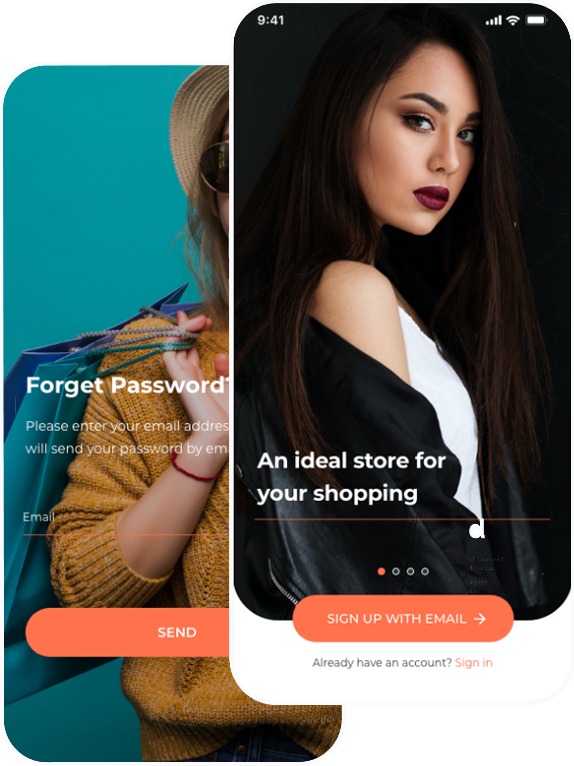 9:41
Forget Password?
Please enter your email addres
will send your password by em
Email
SEND
An ideal store for
your shopping
d
SIGN UP WITH EMAIL
Already have an account? Sign in